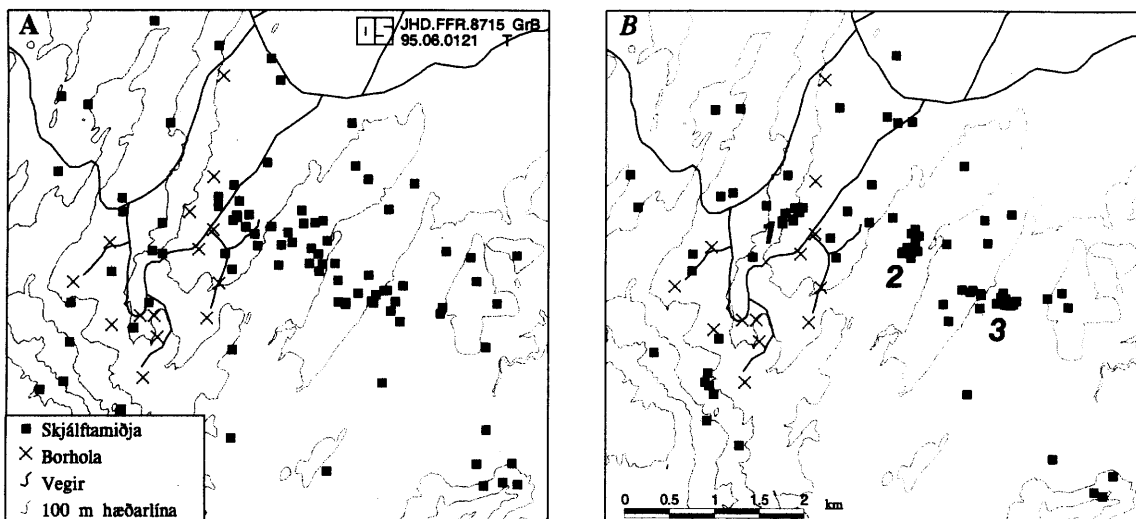 A
OS JHD.FFR.8715 GrB
95.06.0121 T
Skjálftamiðja
Borhola
Vegir
100 m hæðarlína
B
1
2
3
0 0.5 1 1.5 2 km